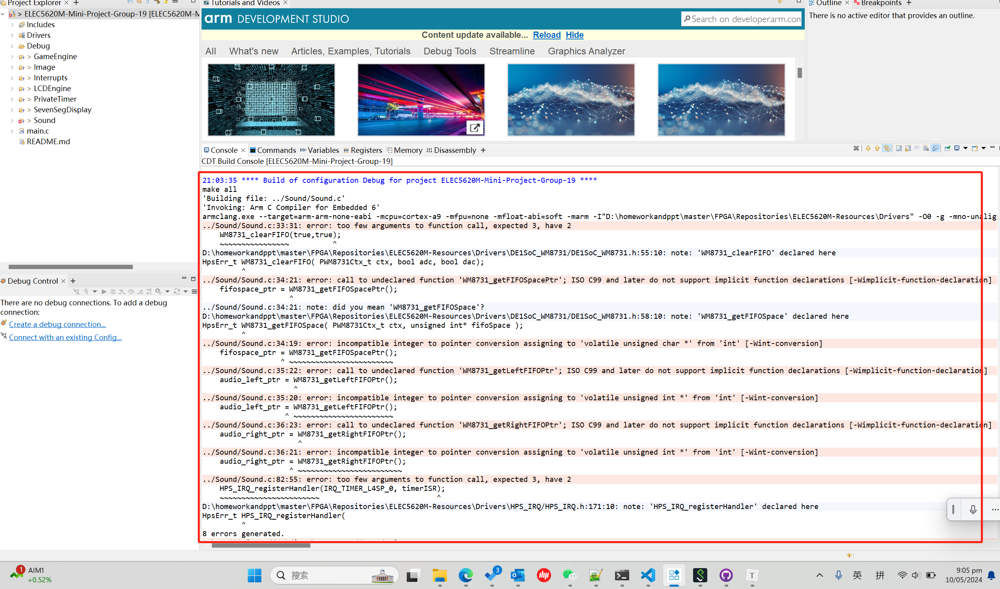 Project Explorer
> ELEC5620M-Mini-Project-Group-19 [ELEC5620M-M
Includes
Drivers
Debug
> GameEngine
> Image
> Interrupts
> LCDEngine
> PrivateTimer
> SevenSegDisplay
> Sound
main.c
README.md
Debug Control
There are no debug connections. To add a debug
connection:
Create a debug connection...
Connect with an existing Config...
Tutorials and Videos
arm DEVELOPMENT STUDIO
Search on developer.arm.con
Content update available... Reload Hide
All What's new Articles, Examples, Tutorials Debug Tools Streamline Graphics Analyzer
Outline Breakpoints
There is no active editor that provides an outline.
Console Commands Variables Registers Memory Disassembly
CDT Build Console [ELEC5620M-Mini-Project-Group-19]
21:03:35 **** Build of configuration Debug for project ELEC5620M-Mini-Project-Group-19 ****
make all
'Building file: ../Sound/Sound.c'
'Invoking: Arm C Compiler for Embedded 6'
armclang.exe --target=arm-arm-none-eabi -mcpu=cortex-a9 -mfpu=none -mfloat-abi=soft -marm -I"D:\homeworkandppt\master\FPGA\Repositories\ELEC5620M-Resources\Drivers" -O0 -g -mno-unalig
../Sound/Sound.c:33:31: error: too few arguments to function call, expected 3, have 2
    WM8731_clearFIFO(true,true);
    ~~~~~~~~~~~~~~~~          ^
D:\homeworkandppt\master\FPGA\Repositories\ELEC5620M-Resources\Drivers\DE1SoC_WM8731/DE1SoC_WM8731.h:55:10: note: 'WM8731_clearFIFO' declared here
HpsErr_t WM8731_clearFIFO( PWM8731Ctx_t ctx, bool adc, bool dac);
         ^
../Sound/Sound.c:34:21: error: call to undeclared function 'WM8731_getFIFOSpacePtr'; ISO C99 and later do not support implicit function declarations [-Wimplicit-function-declaration]
    fifospace_ptr = WM8731_getFIFOSpacePtr();
                    ^
../Sound/Sound.c:34:21: note: did you mean 'WM8731_getFIFOSpace'?
D:\homeworkandppt\master\FPGA\Repositories\ELEC5620M-Resources\Drivers\DE1SoC_WM8731/DE1SoC_WM8731.h:58:10: note: 'WM8731_getFIFOSpace' declared here
HpsErr_t WM8731_getFIFOSpace( PWM8731Ctx_t ctx, unsigned int* fifoSpace );
         ^
../Sound/Sound.c:34:19: error: incompatible integer to pointer conversion assigning to 'volatile unsigned char *' from 'int' [-Wint-conversion]
    fifospace_ptr = WM8731_getFIFOSpacePtr();
                  ^ ~~~~~~~~~~~~~~~~~~~~~~~~
../Sound/Sound.c:35:22: error: call to undeclared function 'WM8731_getLeftFIFOPtr'; ISO C99 and later do not support implicit function declarations [-Wimplicit-function-declaration]
    audio_left_ptr = WM8731_getLeftFIFOPtr();
                     ^
../Sound/Sound.c:35:20: error: incompatible integer to pointer conversion assigning to 'volatile unsigned int *' from 'int' [-Wint-conversion]
    audio_left_ptr = WM8731_getLeftFIFOPtr();
                   ^ ~~~~~~~~~~~~~~~~~~~~~~~
../Sound/Sound.c:36:23: error: call to undeclared function 'WM8731_getRightFIFOPtr'; ISO C99 and later do not support implicit function declarations [-Wimplicit-function-declaration]
    audio_right_ptr = WM8731_getRightFIFOPtr();
                      ^
../Sound/Sound.c:36:21: error: incompatible integer to pointer conversion assigning to 'volatile unsigned int *' from 'int' [-Wint-conversion]
    audio_right_ptr = WM8731_getRightFIFOPtr();
                    ^ ~~~~~~~~~~~~~~~~~~~~~~~~
../Sound/Sound.c:82:55: error: too few arguments to function call, expected 3, have 2
    HPS_IRQ_registerHandler(IRQ_TIMER_L4SP_0, timerISR);
    ~~~~~~~~~~~~~~~~~~~~~~~                           ^
D:\homeworkandppt\master\FPGA\Repositories\ELEC5620M-Resources\Drivers\HPS_IRQ/HPS_IRQ.h:171:10: note: 'HPS_IRQ_registerHandler' declared here
HpsErr_t HPS_IRQ_registerHandler(
         ^
8 errors generated.
1 AIM1
+0.52%
搜索
3
英 拼
9:05 pm
10/05/2024